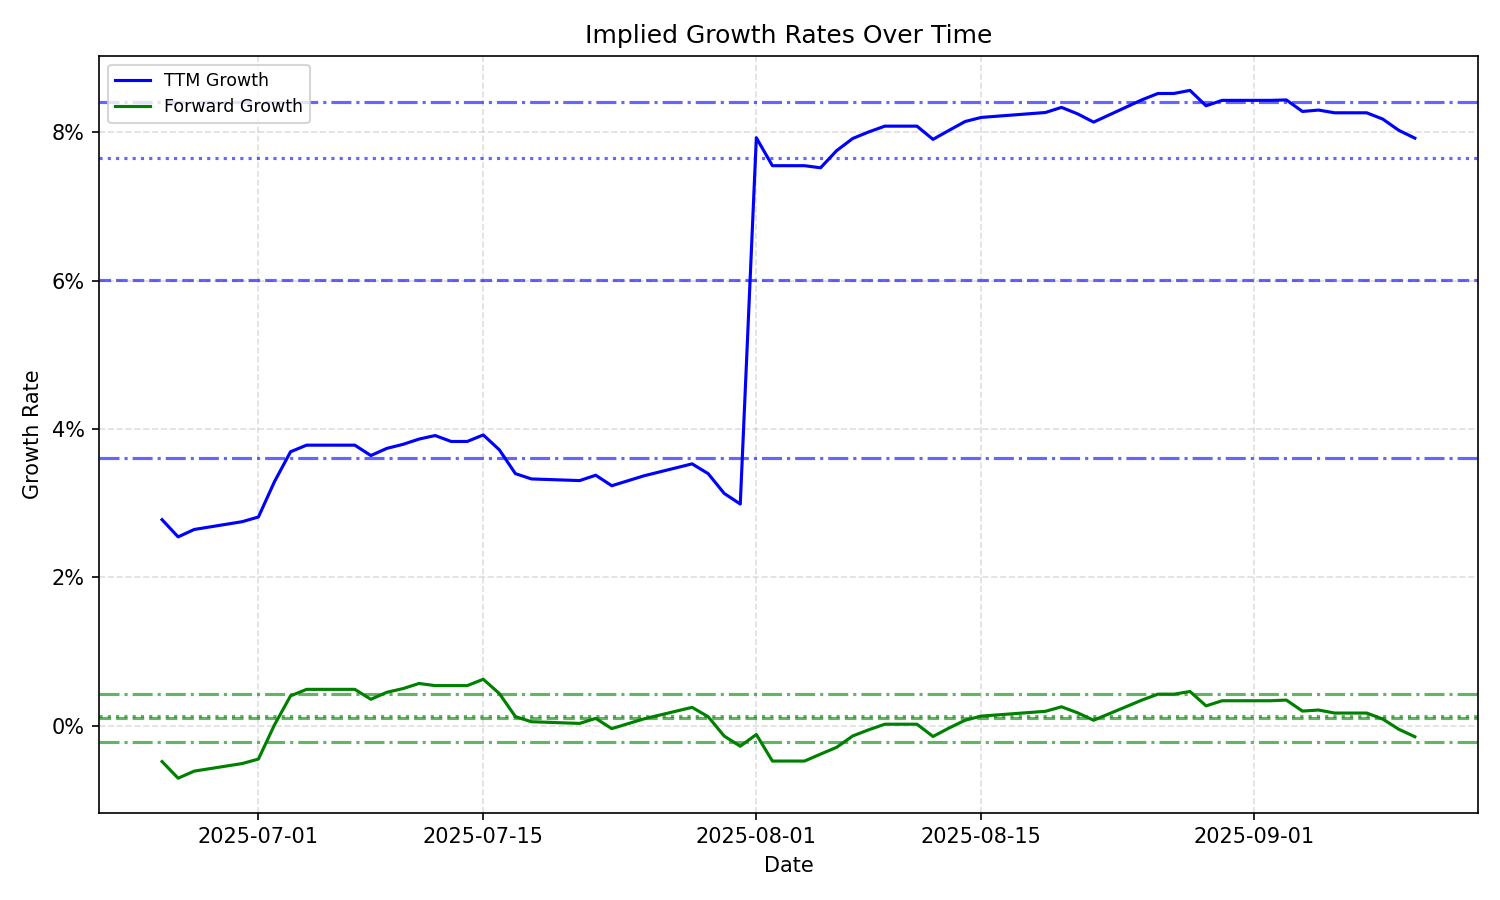 Implied Growth Rates Over Time
TTM Growth
Forward Growth
8%
6%
4%
2%
0%
Growth Rate
2025-07-01
2025-07-15
2025-08-01
2025-08-15
2025-09-01
Date